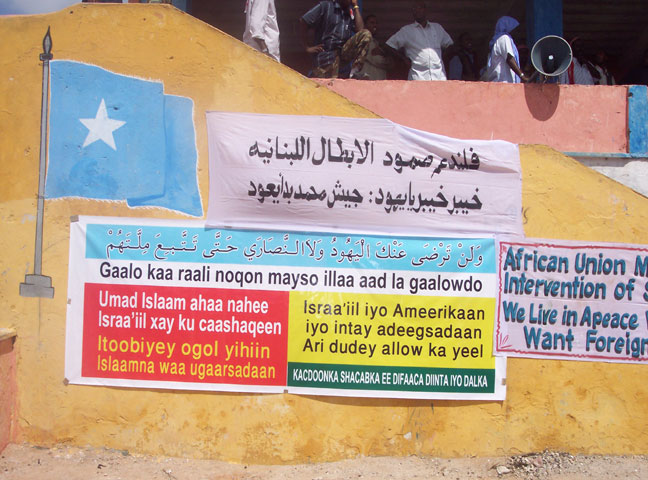 فلندعم صمود الابطال اللبنانيه
خيبر خيبر يا يهود : جيش محمد بدأ يعود
وَلَنْ تَرْضَى عَنْكَ الْيَهُودُ وَلَا النَّصَارَى حَتَّى تَتَّبِعَ مِلَّتَهُمْ
Gaalo kaa raali noqon mayso illaa aad la gaalowdo
Umad Islaam ahaa nahee
Israa'iil xay ku caashaqeen
Itoobiyey ogol yihiin
Islaamna waa ugaarsadaan
Israa'iil iyo Ameerikaan
iyo intay adeegsadaan
Ari dudey allow ka yeel
KACDOONKA SHACABKA EE DIFAACA DIINTA IYO DALKA
African Union M
Intervention of S
We Live in Apeace
Want Foreign